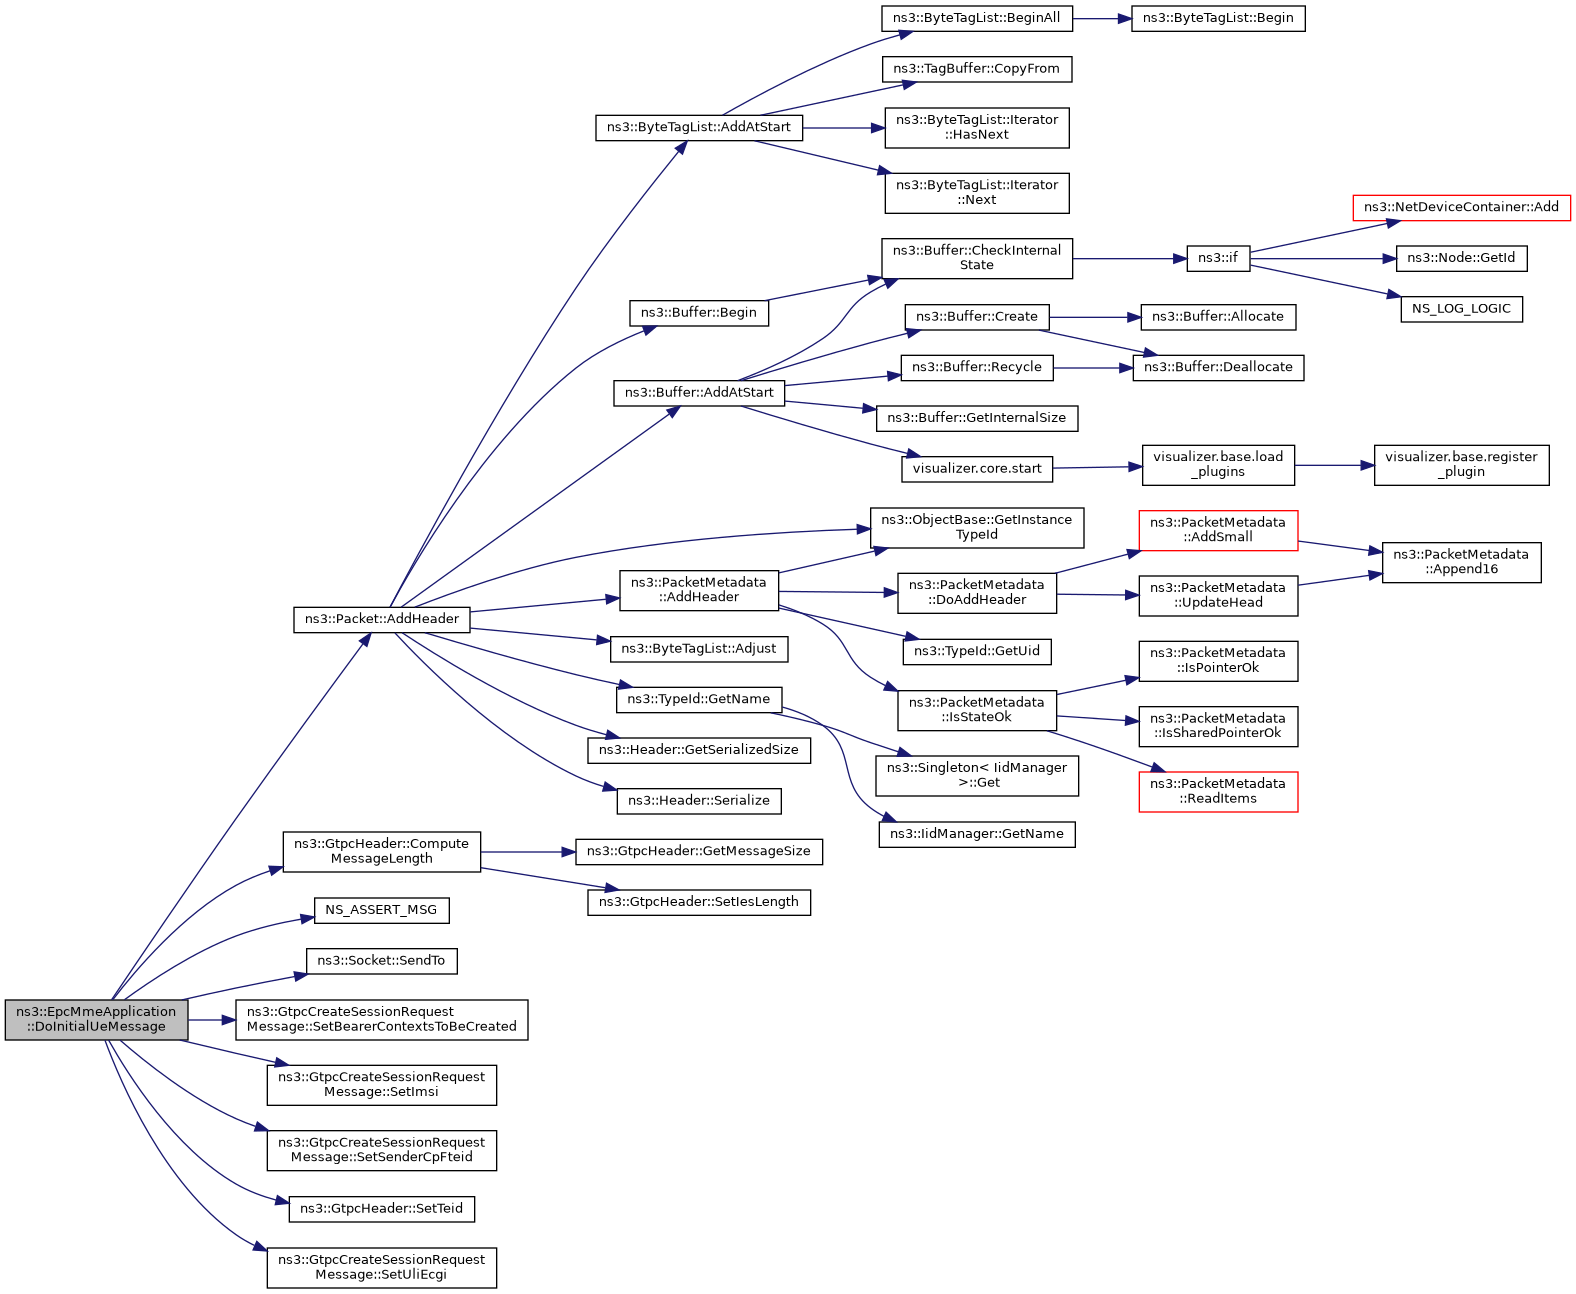 ns3::EpcMmeApplication
::DoInitialUeMessage
ns3::Packet::AddHeader
ns3::ByteTagList::AddAtStart
ns3::ByteTagList::BeginAll
ns3::ByteTagList::Begin
ns3::TagBuffer::CopyFrom
ns3::ByteTagList::Iterator
::HasNext
ns3::ByteTagList::Iterator
::Next
ns3::Buffer::Begin
ns3::Buffer::CheckInternal
State
ns3::if
ns3::NetDeviceContainer::Add
ns3::Node::GetId
NS_LOG_LOGIC
ns3::Buffer::AddAtStart
ns3::Buffer::Create
ns3::Buffer::Allocate
ns3::Buffer::Deallocate
ns3::Buffer::Recycle
ns3::Buffer::GetInternalSize
visualizer.core.start
visualizer.base.load
_plugins
visualizer.base.register
_plugin
ns3::ObjectBase::GetInstance
TypeId
ns3::PacketMetadata
::AddHeader
ns3::PacketMetadata
::DoAddHeader
ns3::PacketMetadata
::AddSmall
ns3::PacketMetadata
::Append16
ns3::PacketMetadata
::UpdateHead
ns3::TypeId::GetUid
ns3::PacketMetadata
::IsStateOk
ns3::PacketMetadata
::IsPointerOk
ns3::PacketMetadata
::IsSharedPointerOk
ns3::PacketMetadata
::ReadItems
ns3::ByteTagList::Adjust
ns3::TypeId::GetName
ns3::Singleton< IidManager
>::Get
ns3::IidManager::GetName
ns3::Header::GetSerializedSize
ns3::Header::Serialize
ns3::GtpcHeader::Compute
MessageLength
ns3::GtpcHeader::GetMessageSize
ns3::GtpcHeader::SetIesLength
NS_ASSERT_MSG
ns3::Socket::SendTo
ns3::GtpcCreateSessionRequest
Message::SetBearerContextsToBeCreated
ns3::GtpcCreateSessionRequest
Message::SetImsi
ns3::GtpcCreateSessionRequest
Message::SetSenderCpFteid
ns3::GtpcHeader::SetTeid
ns3::GtpcCreateSessionRequest
Message::SetUliEcgi